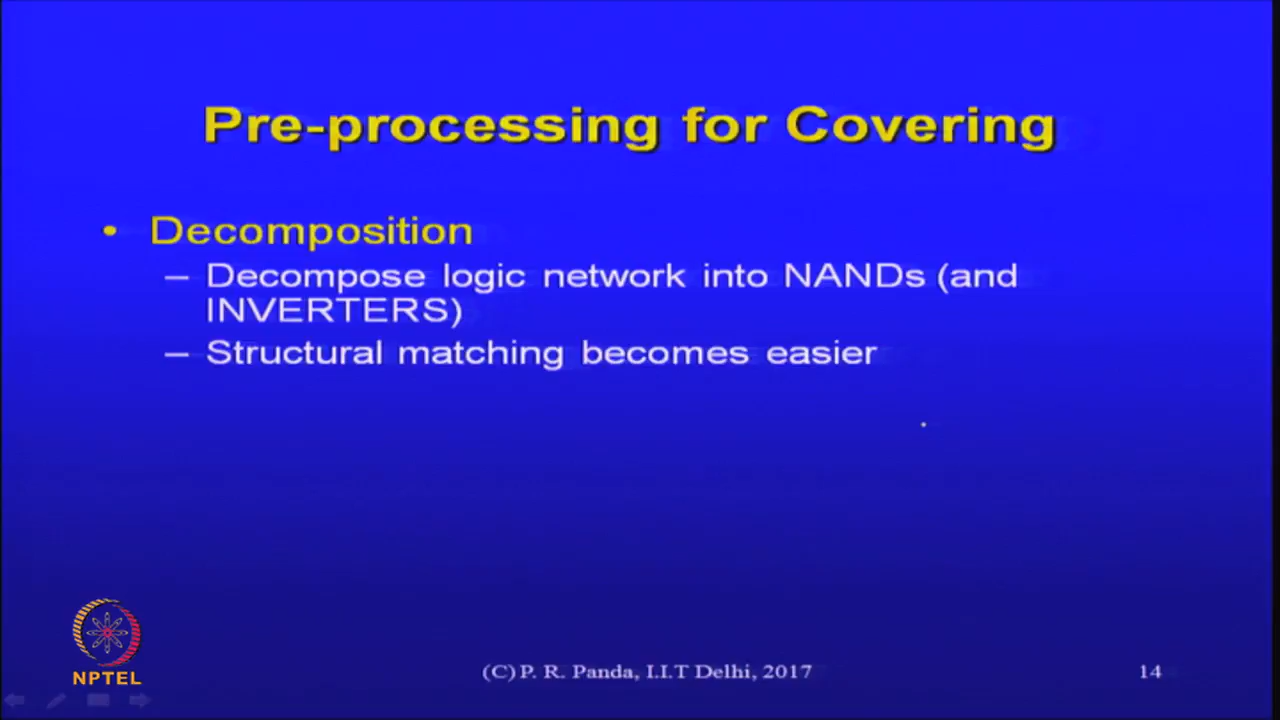 Pre-processing for Covering
• Decomposition
– Decompose logic network into NANDs (and
INVERTERS)
– Structural matching becomes easier
NPTEL
(C) P. R. Panda, I.I.T Delhi, 2017
14